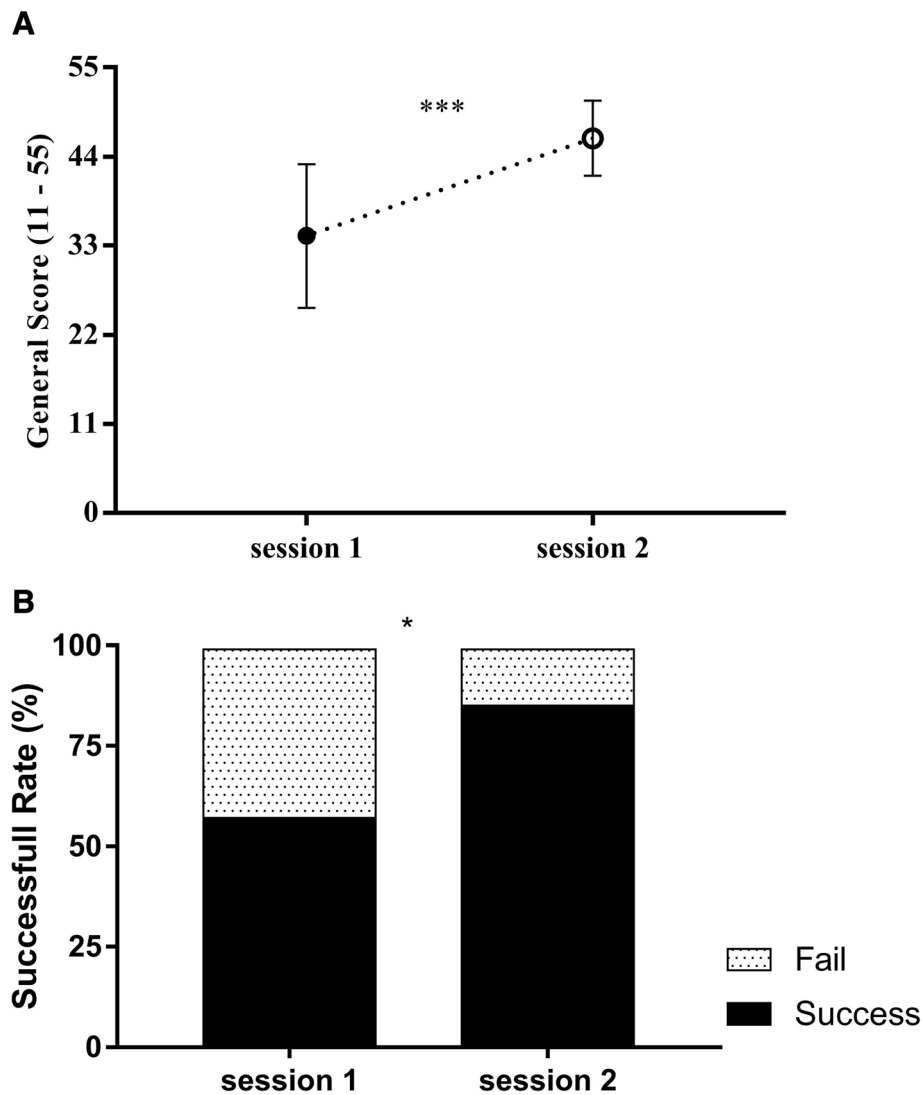 A
General Score (11 - 55)
55
44
33
22
11
0
***
session 1 session 2
B
Successfull Rate (%)
100
75
50
25
0
*
session 1 session 2
Fail
Success